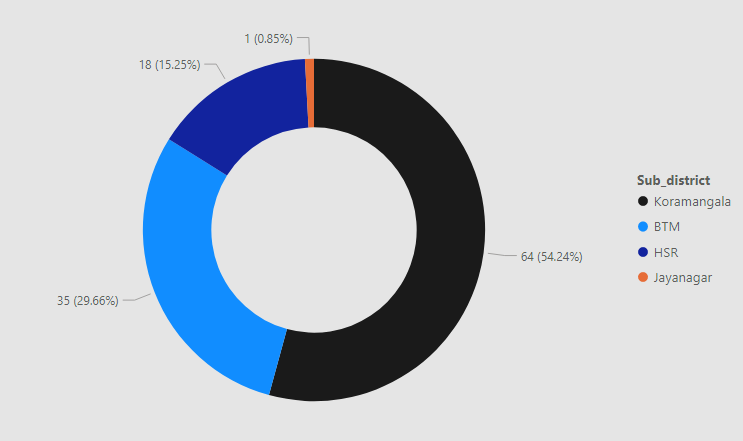 1 (0.85%)
18 (15.25%)
35 (29.66%)
64 (54.24%)
Sub_district
Koramangala
BTM
HSR
Jayanagar